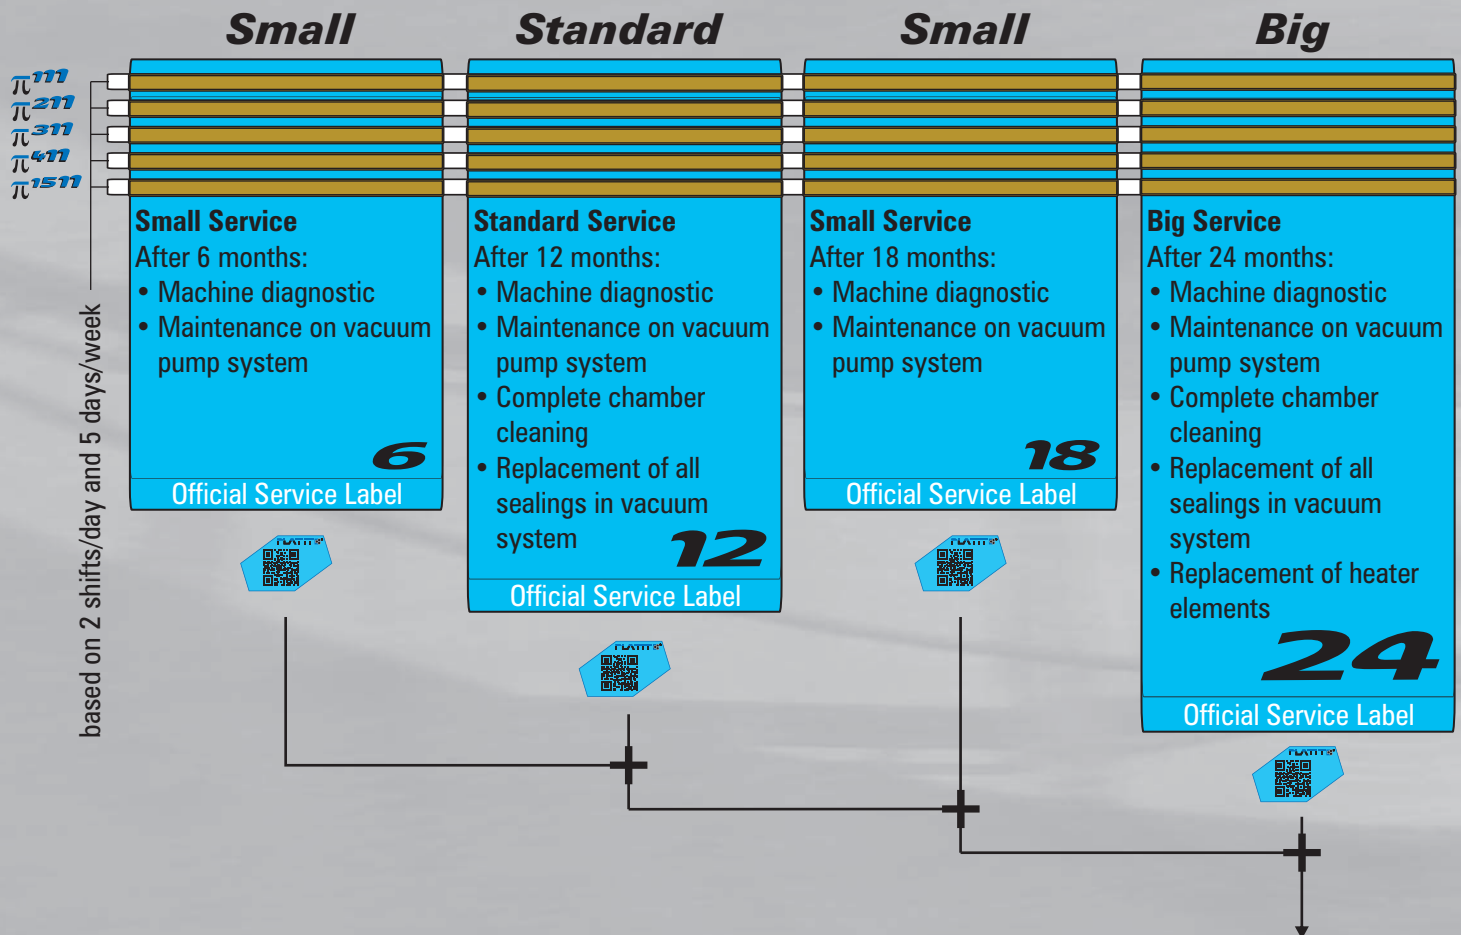 Small
Standard
Small
Big
π111
π211
π311
π411
π1511
based on 2 shifts/day and 5 days/week
Small Service
After 6 months:
• Machine diagnostic
• Maintenance on vacuum
pump system
6
Official Service Label
PLATIT
Standard Service
After 12 months:
• Machine diagnostic
• Maintenance on vacuum
pump system
• Complete chamber
cleaning
• Replacement of all
sealings in vacuum
system
12
Official Service Label
PLATIT
Small Service
After 18 months:
• Machine diagnostic
• Maintenance on vacuum
pump system
18
Official Service Label
PLATIT
Big Service
After 24 months:
• Machine diagnostic
• Maintenance on vacuum
pump system
• Complete chamber
cleaning
• Replacement of all
sealings in vacuum
system
• Replacement of heater
elements
24
Official Service Label
PLATIT